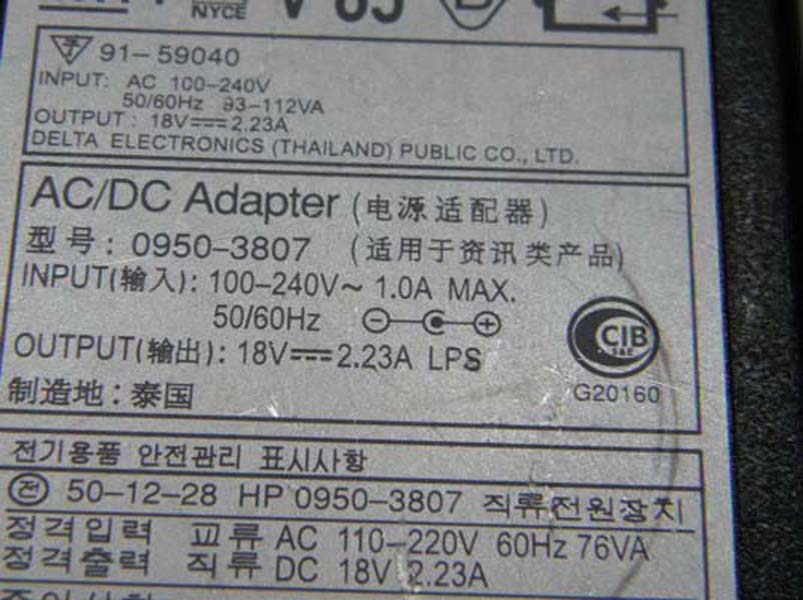 NYCE
91-59040
INPUT: AC 100-240V
50/60Hz 93-112VA
OUTPUT: 18V⎓2.23A
DELTA ELECTRONICS (THAILAND) PUBLIC CO., LTD.
AC/DC Adapter (电源适配器)
型号: 0950-3807 (适用于资讯类产品)
INPUT(输入): 100-240V~ 1.0A MAX.
50/60Hz
OUTPUT(输出): 18V⎓2.23A LPS
CIB
S&E
G20160
制造地: 泰国
전기용품 안전관리 표시사항
전 50-12-28 HP 0950-3807 직류전원장치
정격입력 교류 AC 110-220V 60Hz 76VA
정격출력 직류 DC 18V 2.23A